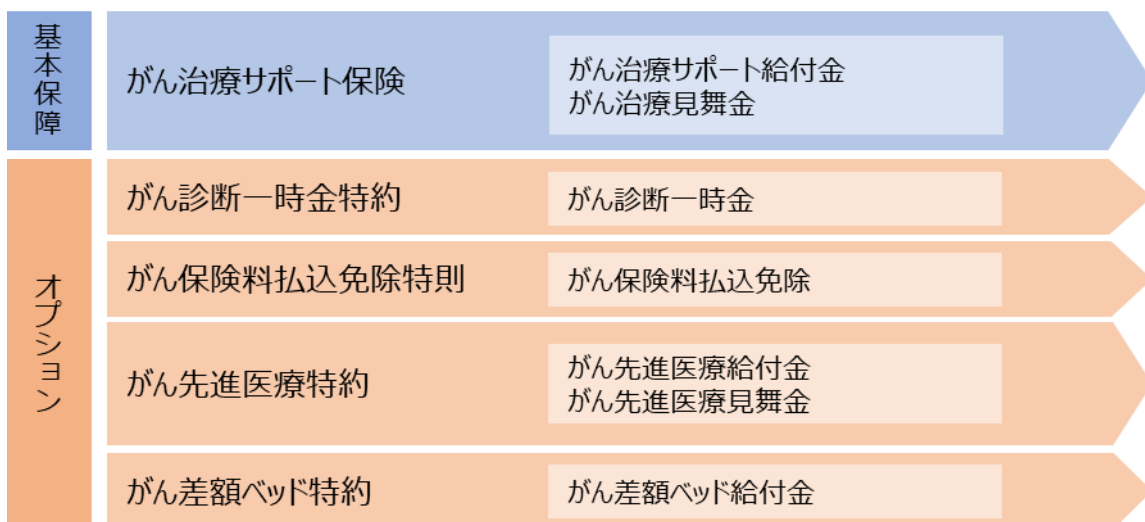 基本保障
がん治療サポート保険
がん治療サポート給付金
がん治療見舞金
オプション
がん診断一時金特約
がん診断一時金
がん保険料払込免除特則
がん保険料払込免除
がん先進医療特約
がん先進医療給付金
がん先進医療見舞金
がん差額ベッド特約
がん差額ベッド給付金